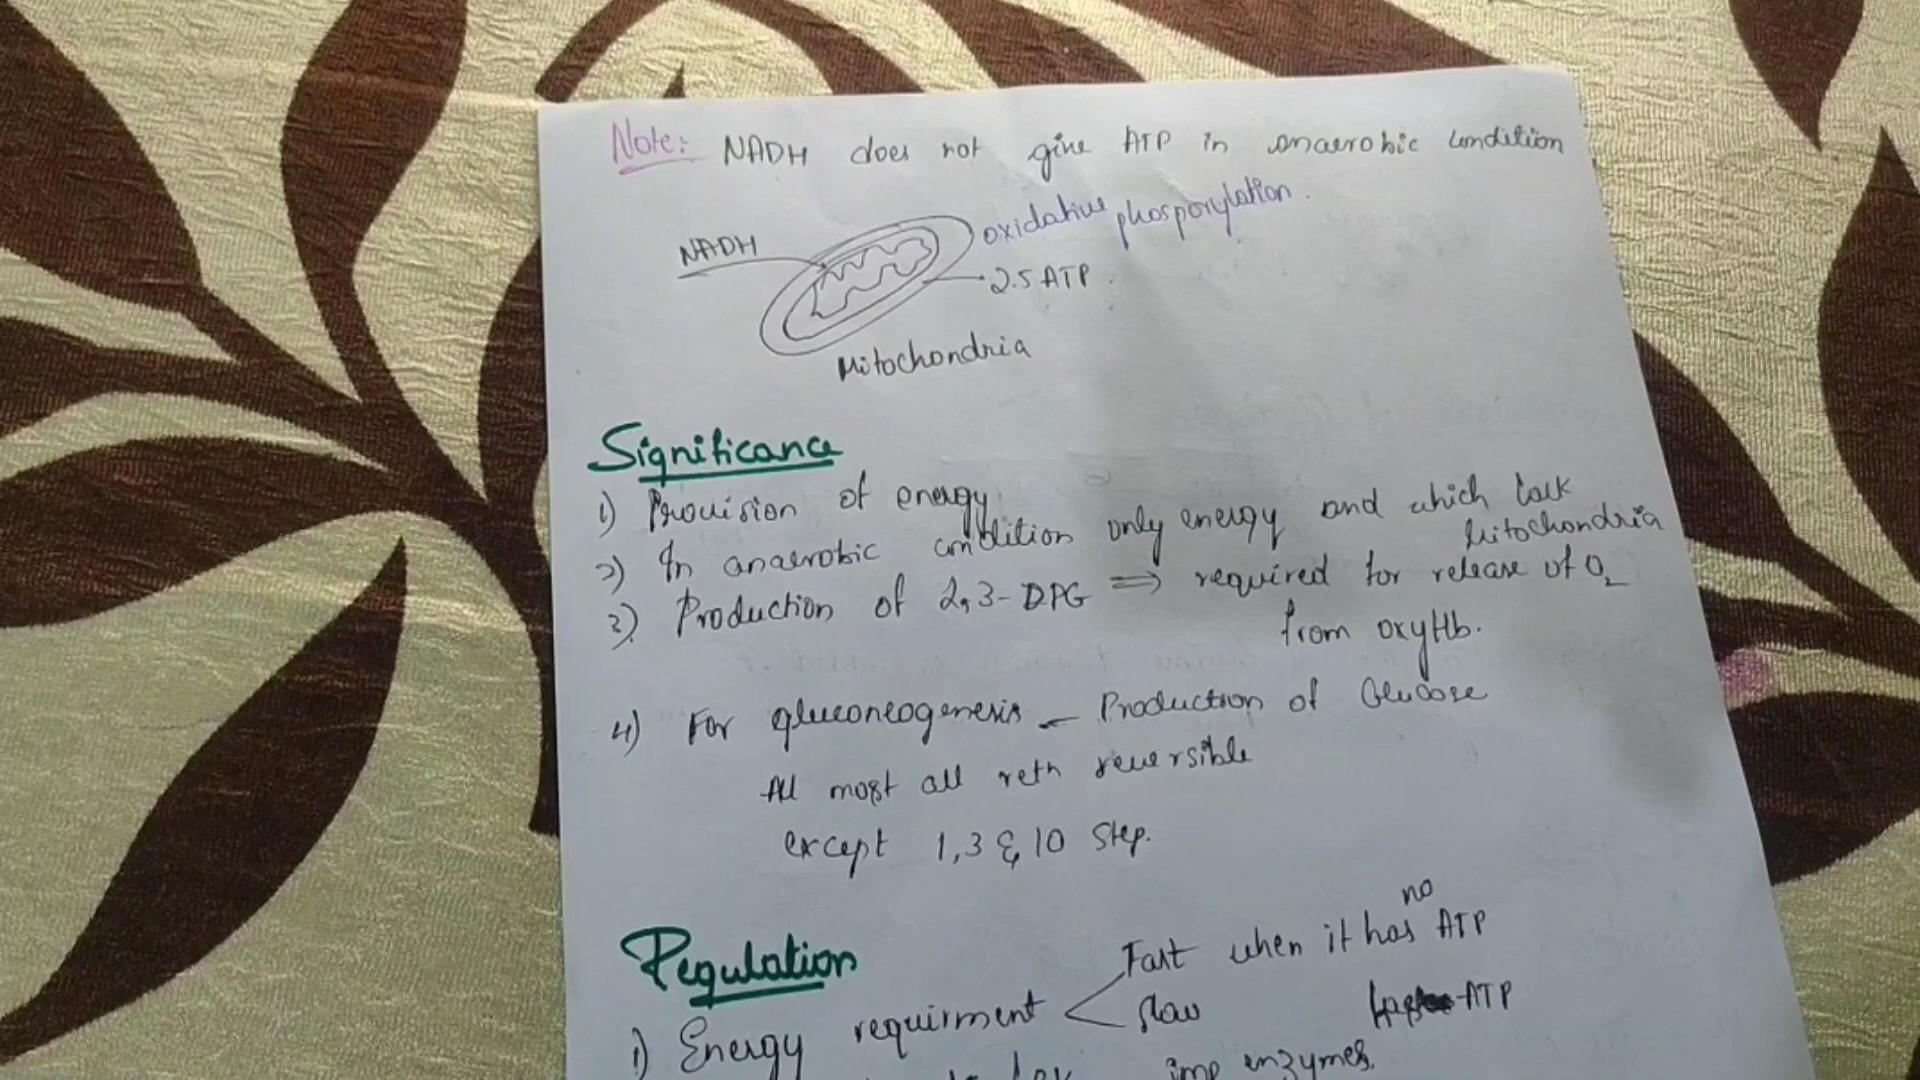 Note: NADH does not give ATP in anaerobic condition
oxidative phosporylation.
NADH
2.5 ATP
Mitochondria
Significance
1) Provision of energy
2) In anaerobic condition only energy and which lack
Mitochondria
3) Production of 2,3-DPG ⇒ required for release of O2
from oxyHb.
4) For gluconeogenesis - Production of Glucose
All most all retn reversible
except 1,3 & 10 step.
Regulation
no
Fast when it has ATP
1) Energy requirment < slow ATP
imp enzymes.